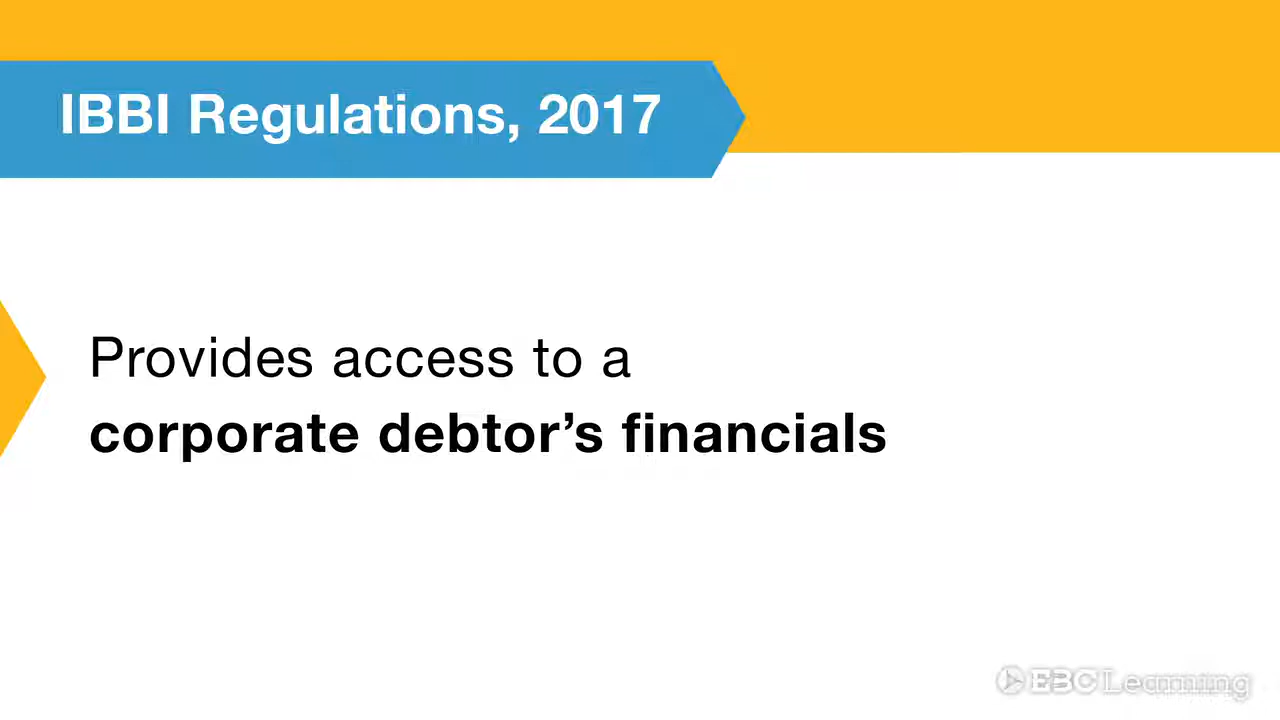 IBBI Regulations, 2017
Provides access to a
corporate debtor’s financials
EBC Learning